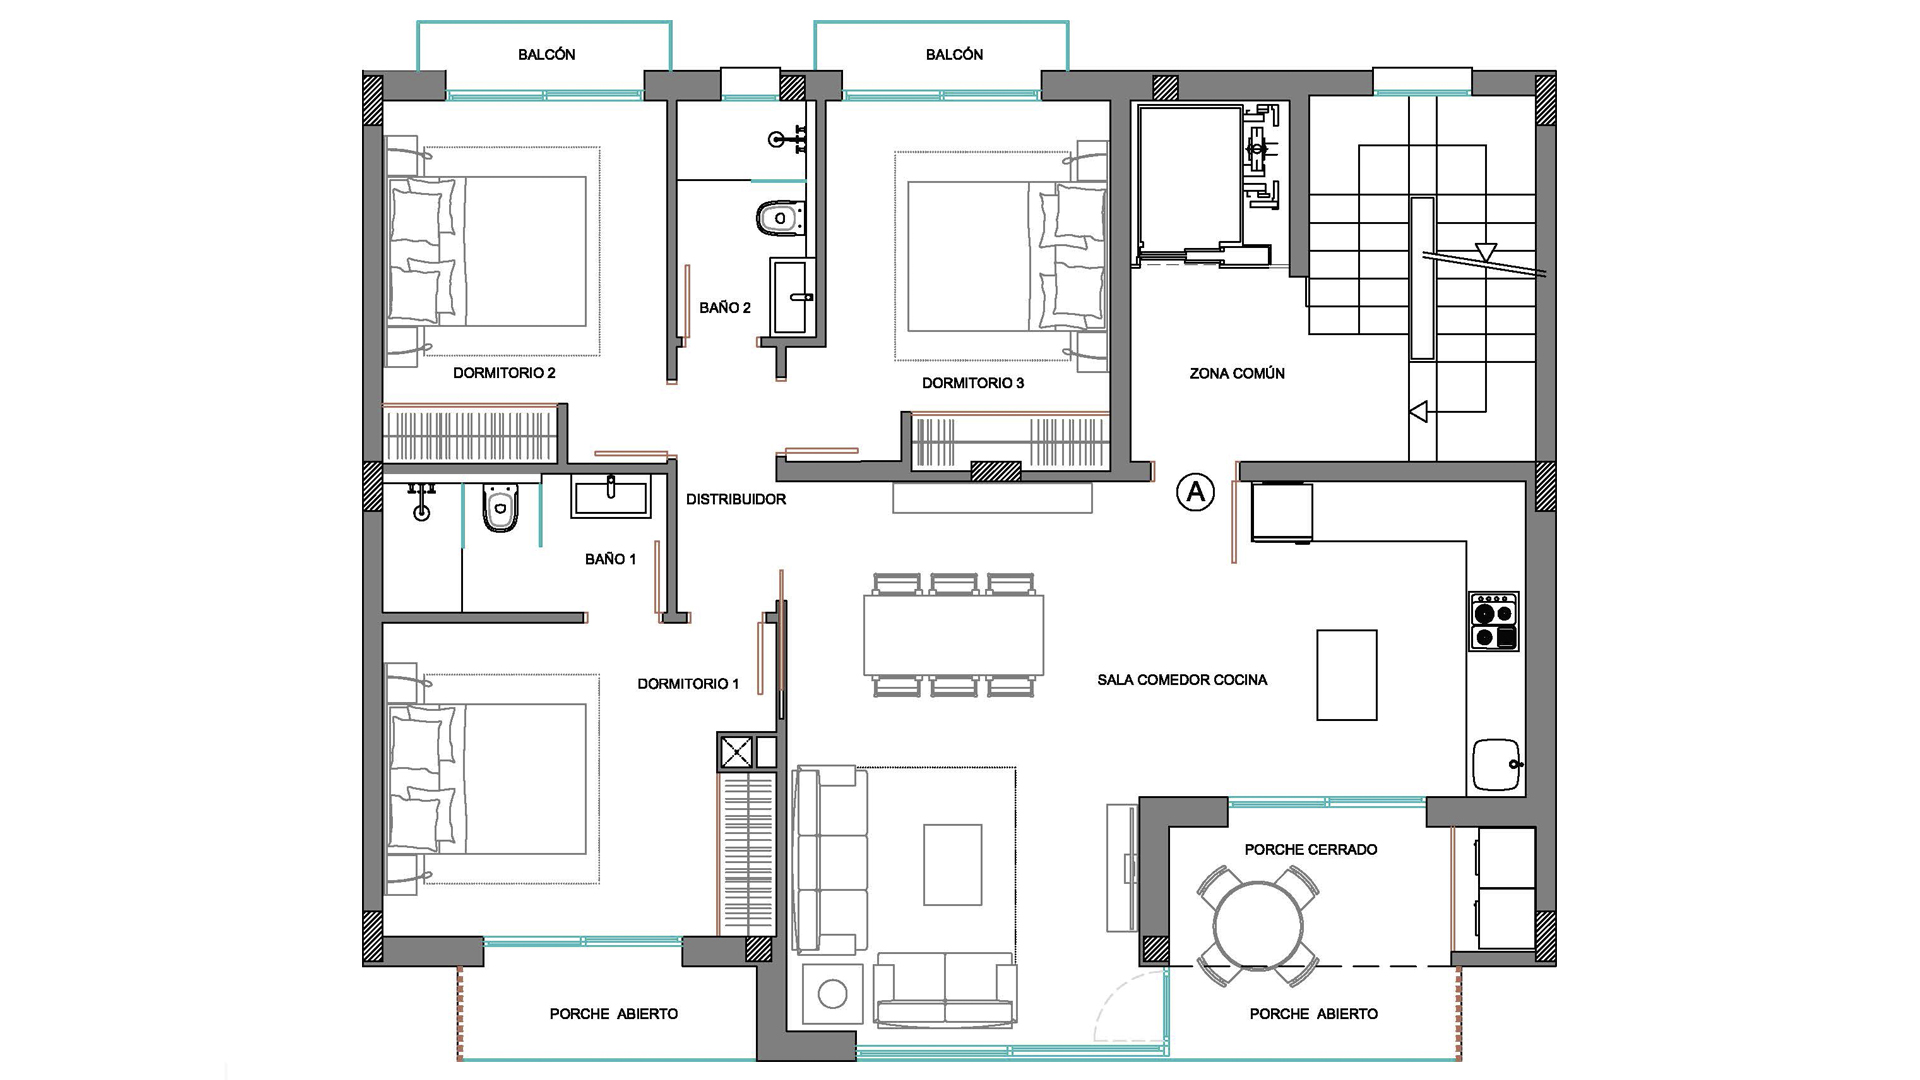 BALCÓN
BALCÓN
BAÑO 2
DORMITORIO 2
DORMITORIO 3
ZONA COMÚN
DISTRIBUIDOR
A
BAÑO 1
DORMITORIO 1
SALA COMEDOR COCINA
PORCHE CERRADO
PORCHE ABIERTO
PORCHE ABIERTO